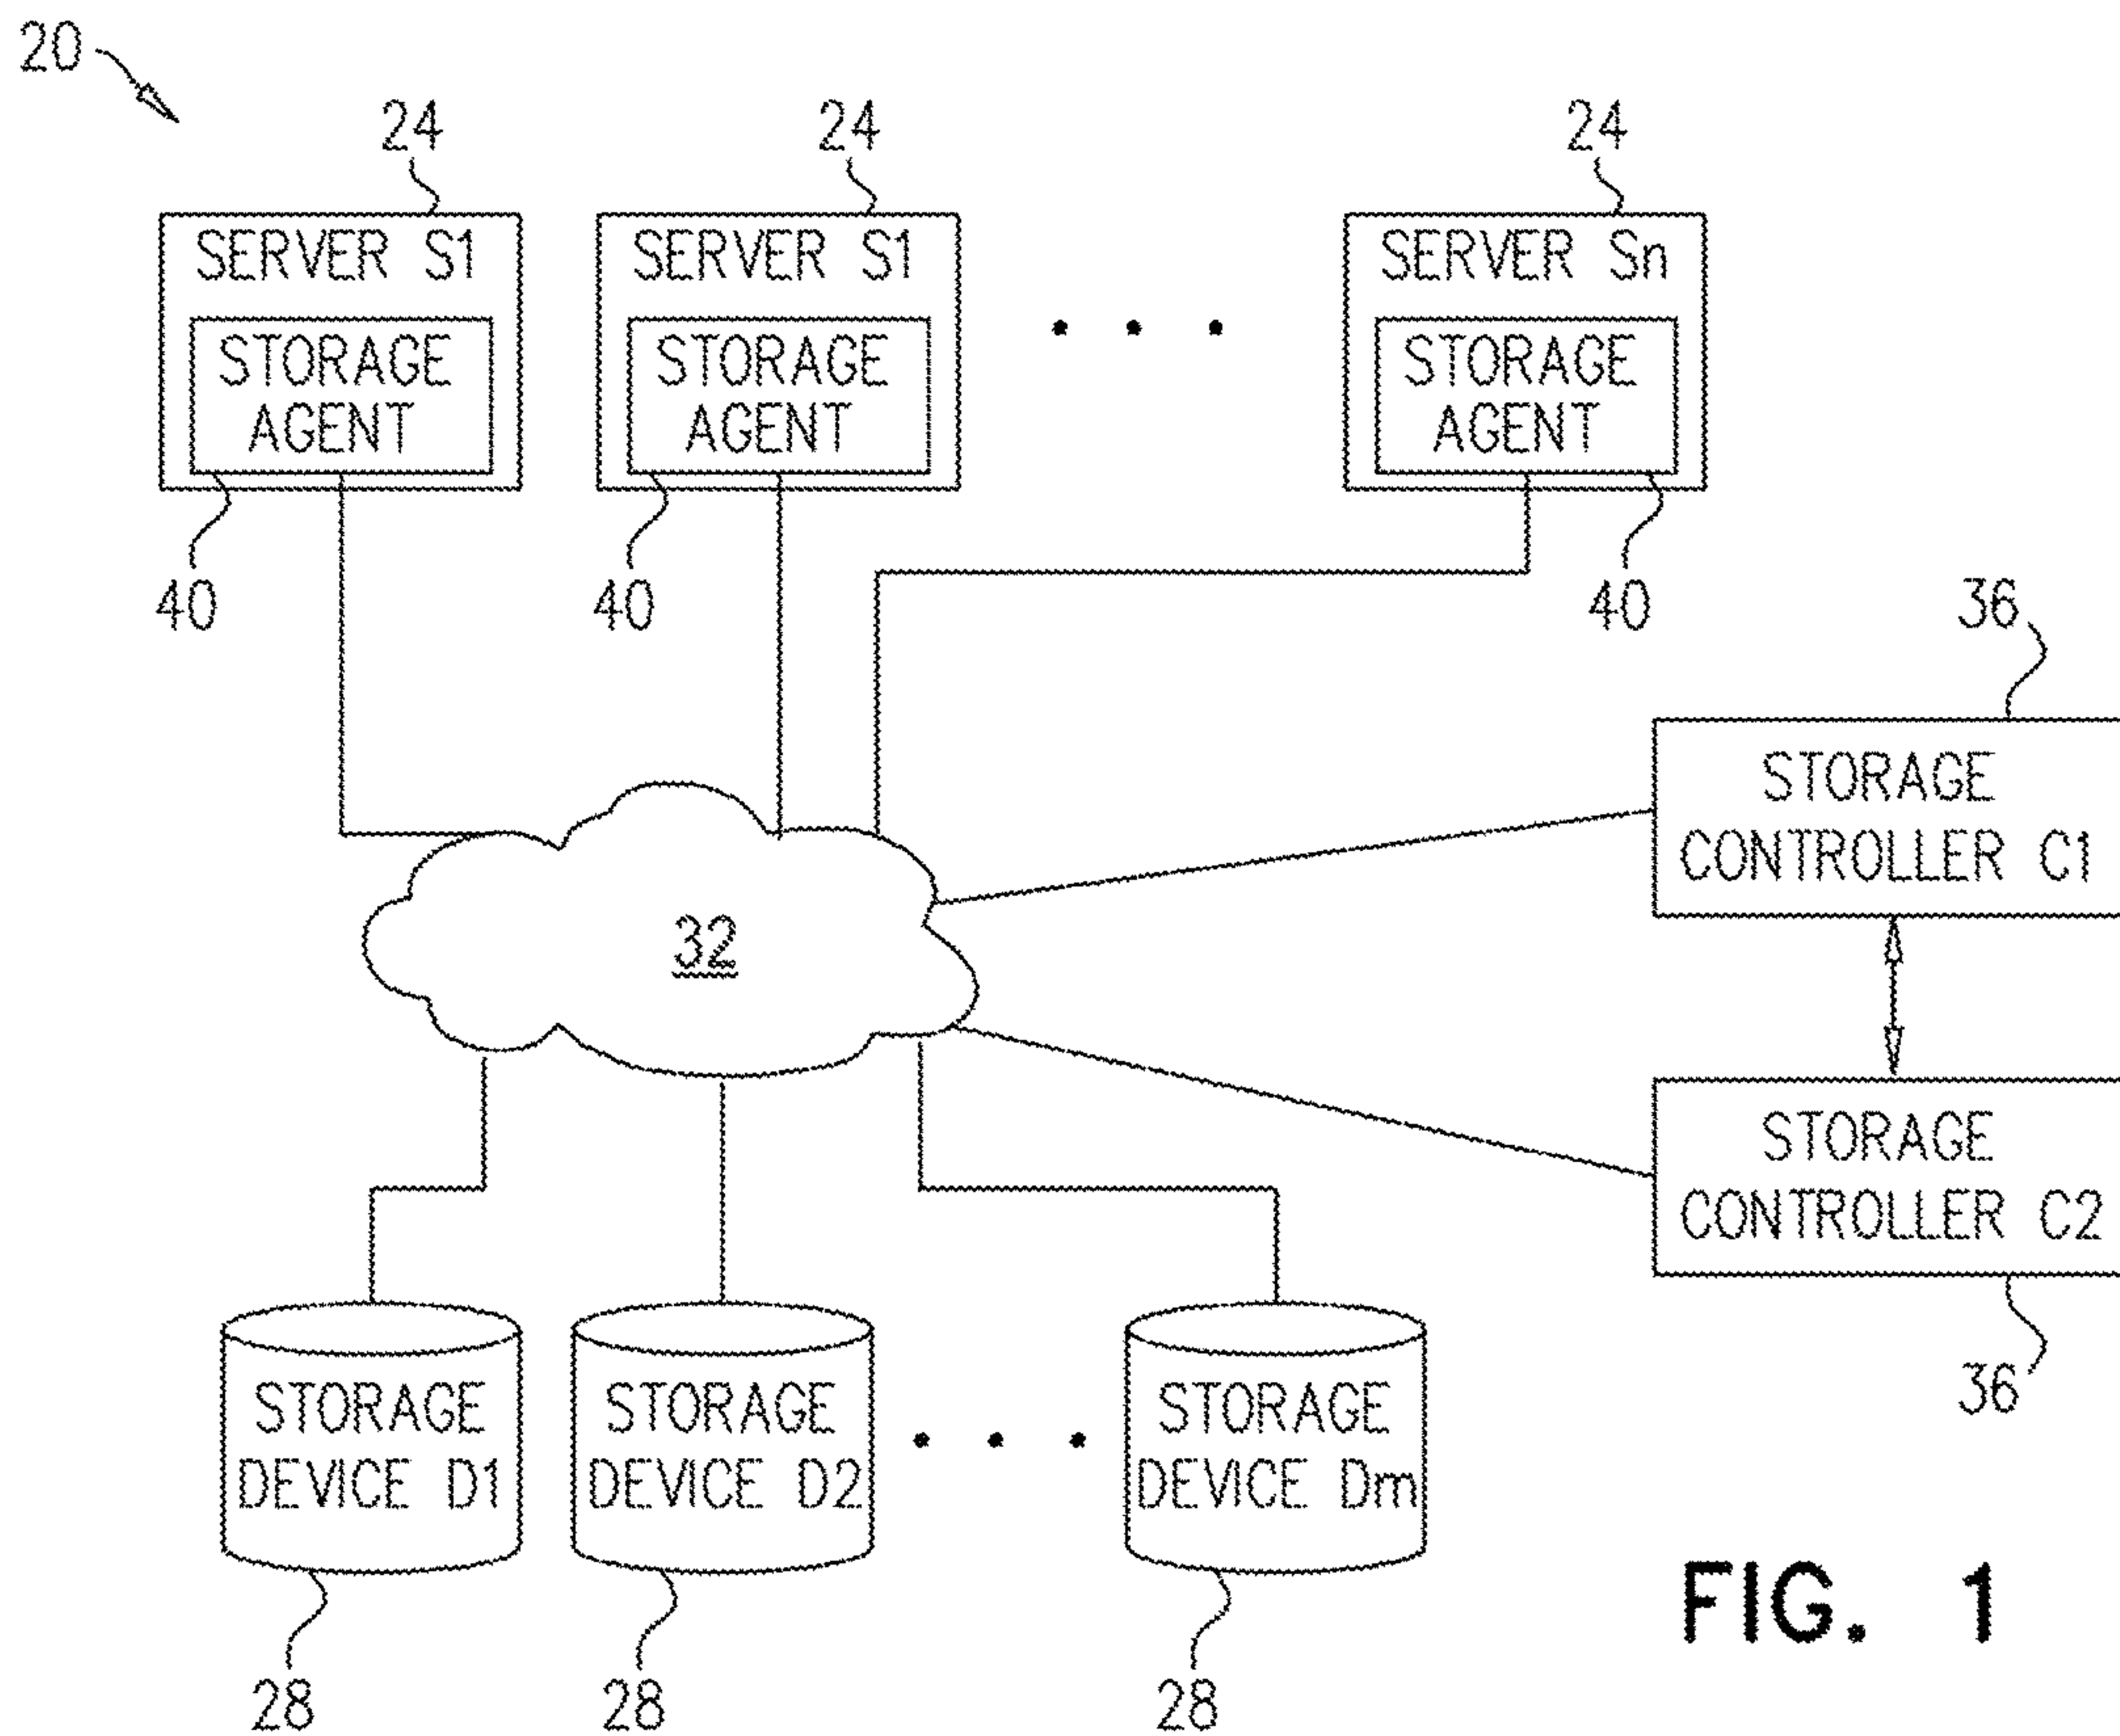 20
24
24
24
SERVER S1
SERVER S1
SERVER Sn
STORAGE
AGENT
STORAGE
AGENT
STORAGE
AGENT
40
40
40
36
STORAGE
CONTROLLER C1
32
STORAGE
CONTROLLER C2
36
STORAGE
DEVICE D1
STORAGE
DEVICE D2
STORAGE
DEVICE Dm
28
28
28
FIG. 1